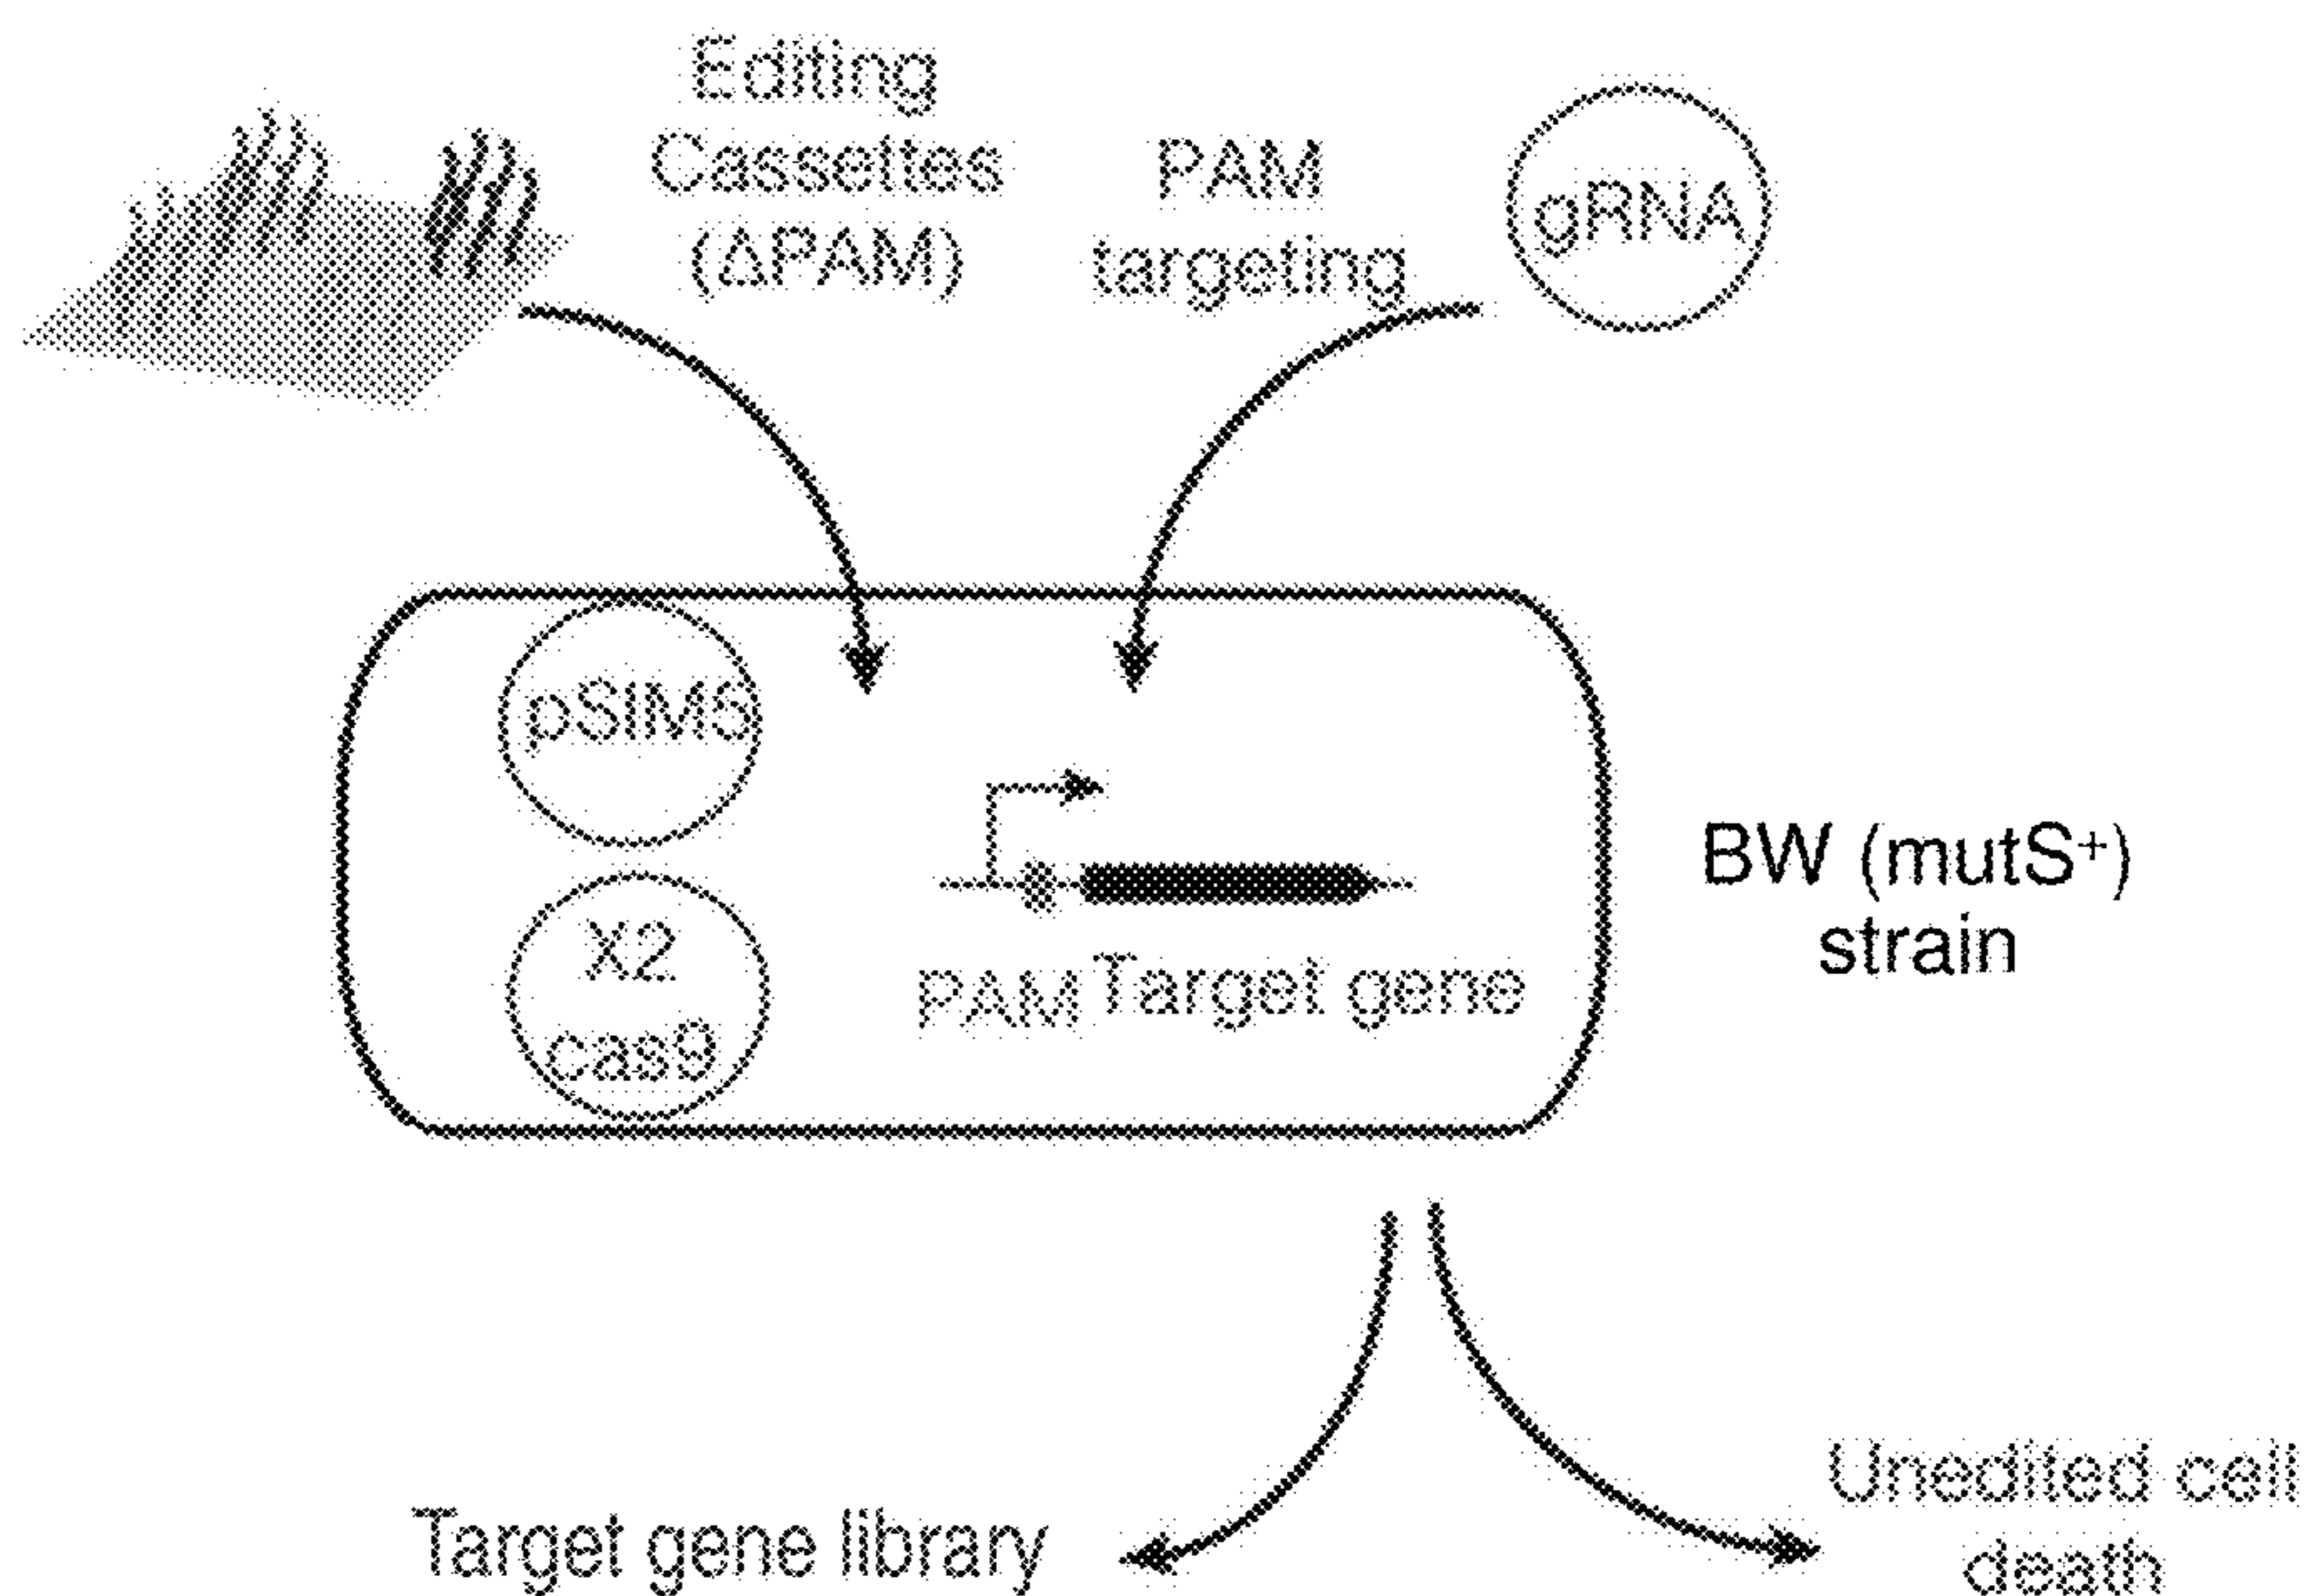 Editing
Cassettes
(ΔPAM)
PAM
targeting
gRNA
pSIM5
X2
cas9
PAM
Target gene
BW (mutS⁺)
strain
Target gene library
Unedited cell
death